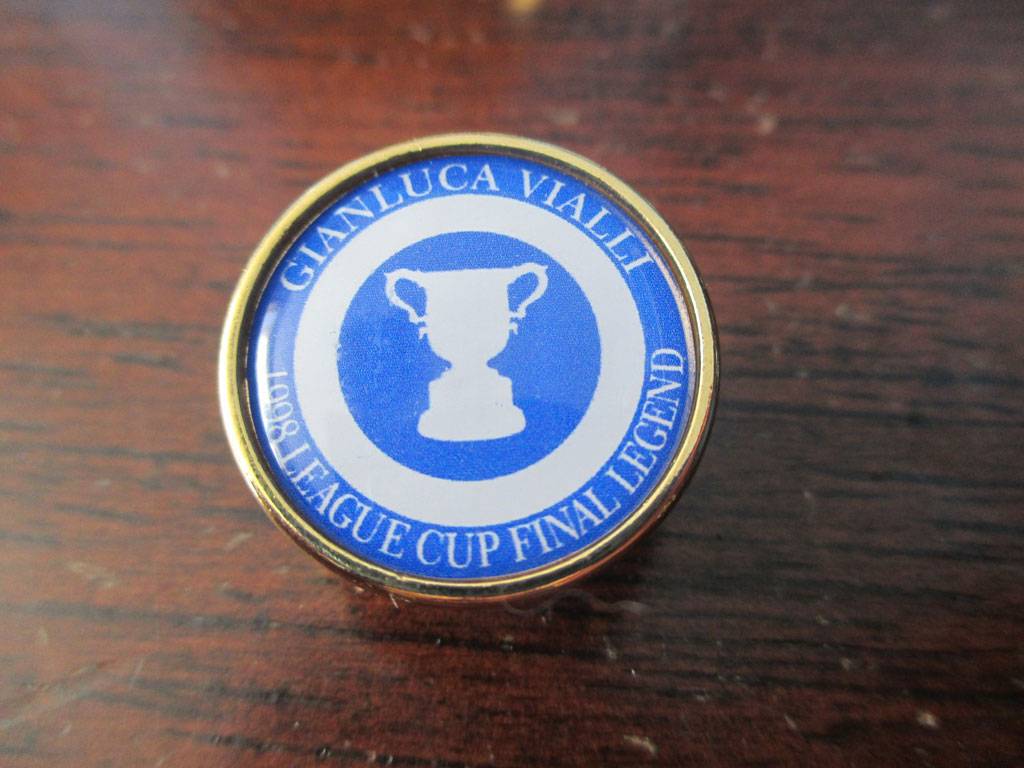 GIANLUCA VIALLI
1998 LEAGUE CUP FINAL LEGEND